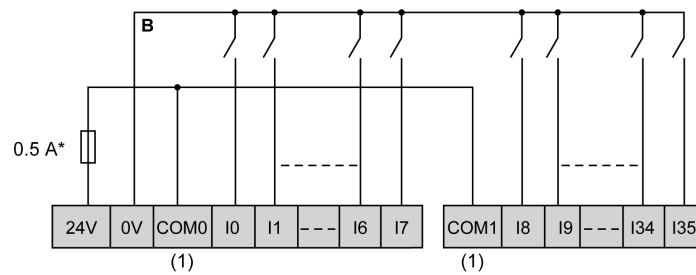 B
0.5 A*
24V 0V COM0 I0 I1 --- I6 I7 COM1 I8 I9 --- I34 I35
(1) (1)